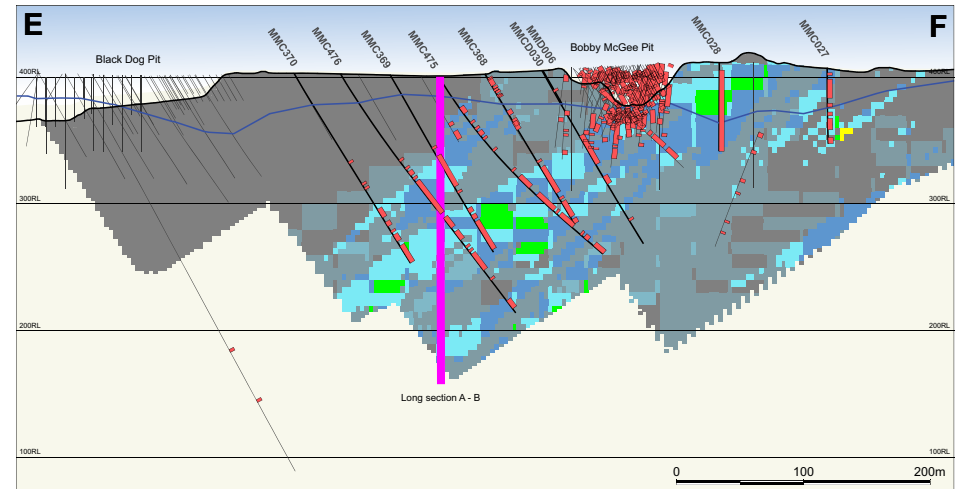 E
F
MMC370
MMC476
MMC369
MMC475
MMC368
MMCD030
MMD006
MMC028
MMC027
Black Dog Pit
Bobby McGee Pit
400RL
400RL
300RL
300RL
200RL
200RL
100RL
100RL
Long section A - B
0 100 200m